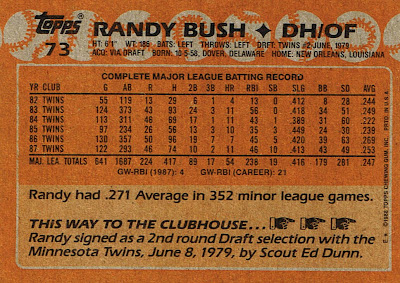 Topps
73
RANDY BUSH ✦ DH/OF
HT: 6'1" WT: 186 BATS: LEFT THROWS: LEFT DRFT: TWINS #2-JUNE, 1979
ACQ: VIA DRAFT BORN: 10-5-58, DOVER, DELAWARE HOME: NEW ORLEANS, LOUISIANA
COMPLETE MAJOR LEAGUE BATTING RECORD
YR CLUB G AB R H 2B 3B HR RBI SB SLG BB SO AVG
82 TWINS 55 119 13 29 6 1 4 13 0 .412 8 28 .244
83 TWINS 124 373 43 93 24 3 11 56 0 .418 34 51 .249
84 TWINS 113 311 46 69 17 1 11 43 1 .389 31 60 .222
85 TWINS 97 234 26 56 13 3 10 35 3 .449 24 30 .239
86 TWINS 130 357 50 96 19 7 7 45 5 .420 39 63 .269
87 TWINS 122 293 46 74 10 2 11 46 10 .413 43 49 .253
MAJ. LEA TOTALS 641 1687 224 417 89 17 54 238 19 .416 179 281 .247
GW-RBI (1987): 4 GW-RBI (CAREER): 21
Randy had .271 Average in 352 minor league games.
THiS WAY TO THE CLUBHOUSE...
Randy signed as a 2nd round Draft selection with the
Minnesota Twins, June 8, 1979, by Scout Ed Dunn.
E ★ ©1988 TOPPS CHEWING GUM, INC. PRTD. IN U.S.A.